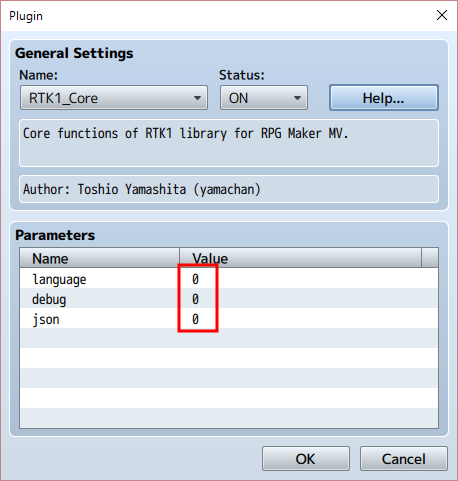 Plugin
General Settings
Name: Status:
RTK1_Core ON Help...
Core functions of RTK1 library for RPG Maker MV.
Author: Toshio Yamashita (yamachan)
Parameters
Name Value
language 0
debug 0
json 0
OK Cancel